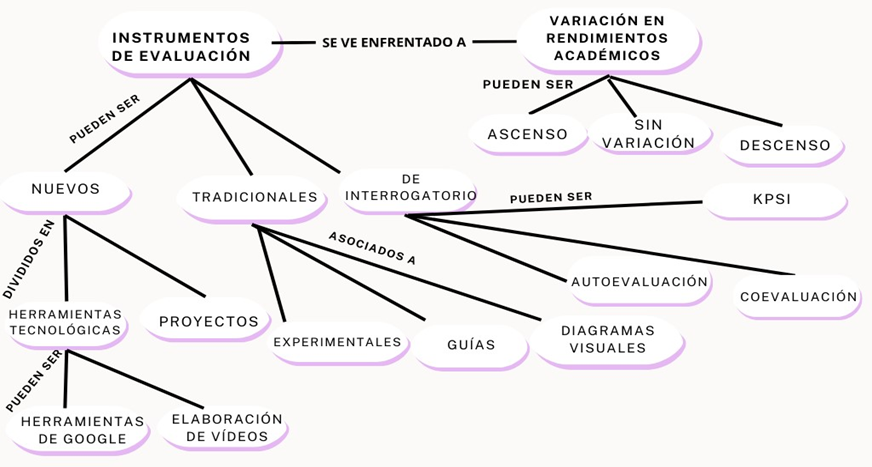 INSTRUMENTOS
DE EVALUACIÓN
SE VE ENFRENTADO A
VARIACIÓN EN
RENDIMIENTOS
ACADÉMICOS
PUEDEN SER
PUEDEN SER
ASCENSO
SIN
VARIACIÓN
DESCENSO
NUEVOS
TRADICIONALES
DE
INTERROGATORIO
PUEDEN SER
KPSI
DIVIDIDOS EN
ASOCIADOS A
AUTOEVALUACIÓN
COEVALUACIÓN
HERRAMIENTAS
TECNOLÓGICAS
PROYECTOS
EXPERIMENTALES
GUÍAS
DIAGRAMAS
VISUALES
PUEDEN SER
HERRAMIENTAS
DE GOOGLE
ELABORACIÓN
DE VÍDEOS